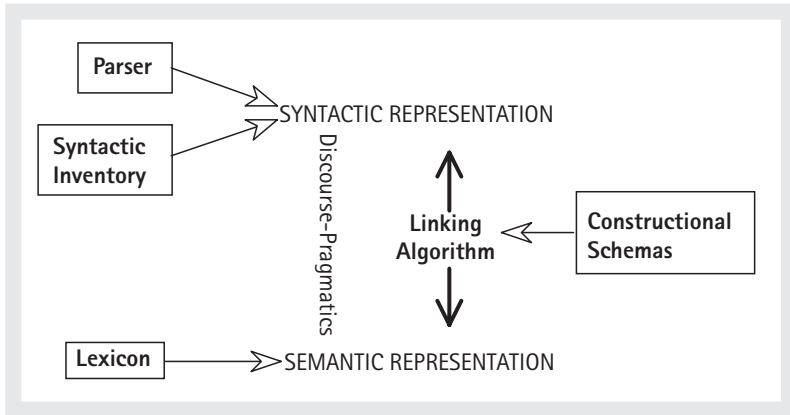 Parser
SYNTACTIC REPRESENTATION
Syntactic
Inventory
Discourse-Pragmatics
Linking
Algorithm
Constructional
Schemas
Lexicon
SEMANTIC REPRESENTATION